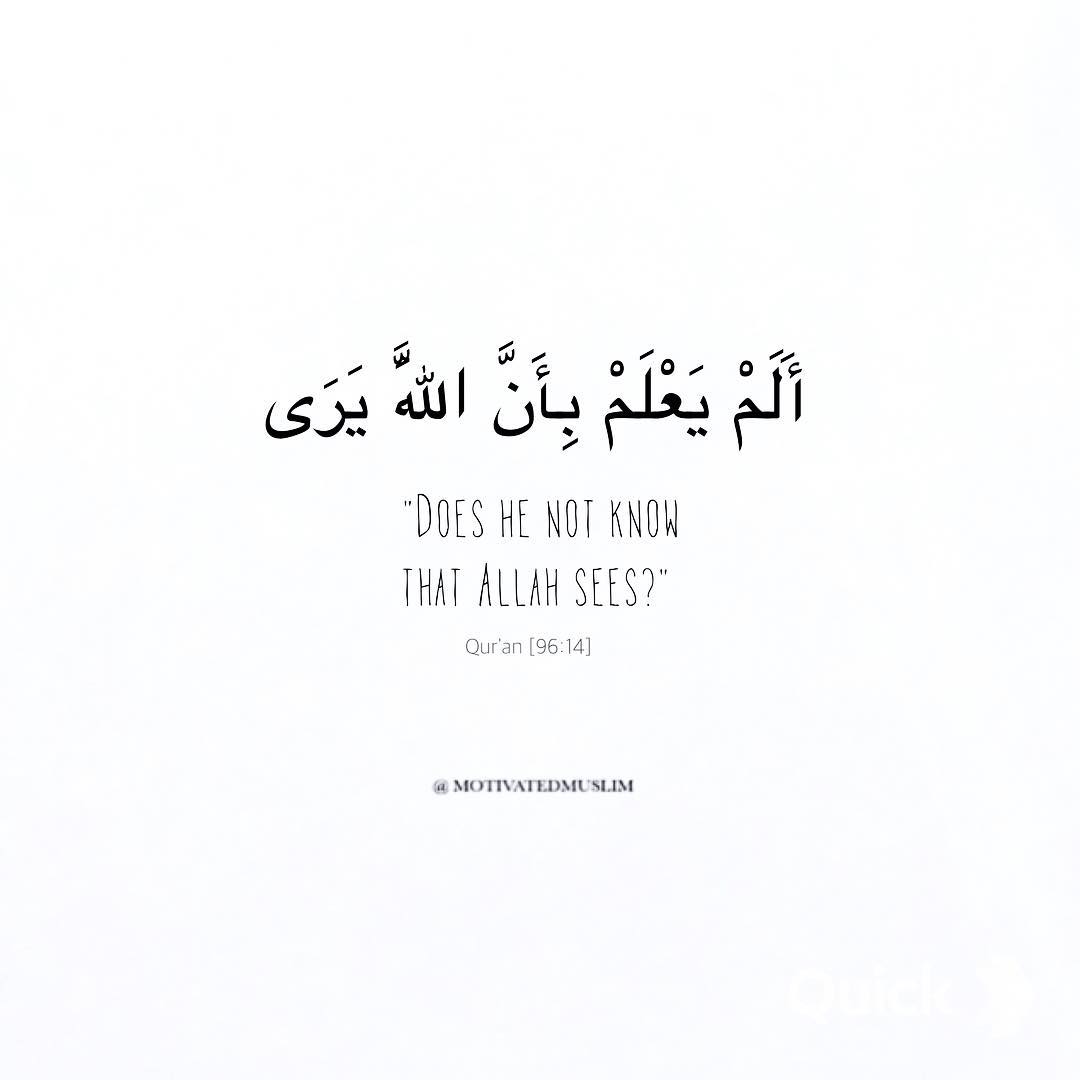 أَلَمْ يَعْلَمْ بِأَنَّ اللَّهَ يَرَى
"DOES HE NOT KNOW
THAT ALLAH SEES?"
Qur'an [96:14]
@ MOTIVATEDMUSLIM
Quick